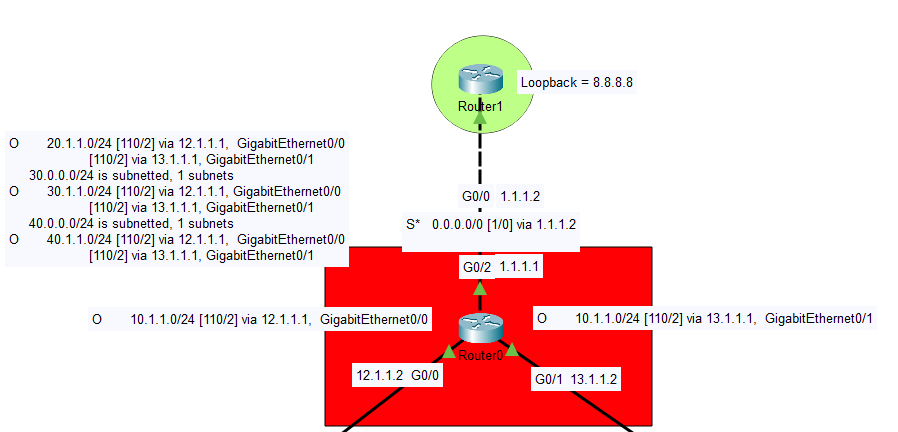 Loopback = 8.8.8.8
Router1
O 20.1.1.0/24 [110/2] via 12.1.1.1, GigabitEthernet0/0
[110/2] via 13.1.1.1, GigabitEthernet0/1
30.0.0.0/24 is subnetted, 1 subnets
O 30.1.1.0/24 [110/2] via 12.1.1.1, GigabitEthernet0/0
[110/2] via 13.1.1.1, GigabitEthernet0/1
40.0.0.0/24 is subnetted, 1 subnets
O 40.1.1.0/24 [110/2] via 12.1.1.1, GigabitEthernet0/0
[110/2] via 13.1.1.1, GigabitEthernet0/1
G0/0 1.1.1.2
S* 0.0.0.0/0 [1/0] via 1.1.1.2
G0/2 1.1.1.1
O 10.1.1.0/24 [110/2] via 12.1.1.1, GigabitEthernet0/0
O 10.1.1.0/24 [110/2] via 13.1.1.1, GigabitEthernet0/1
Router0
12.1.1.2 G0/0
G0/1 13.1.1.2